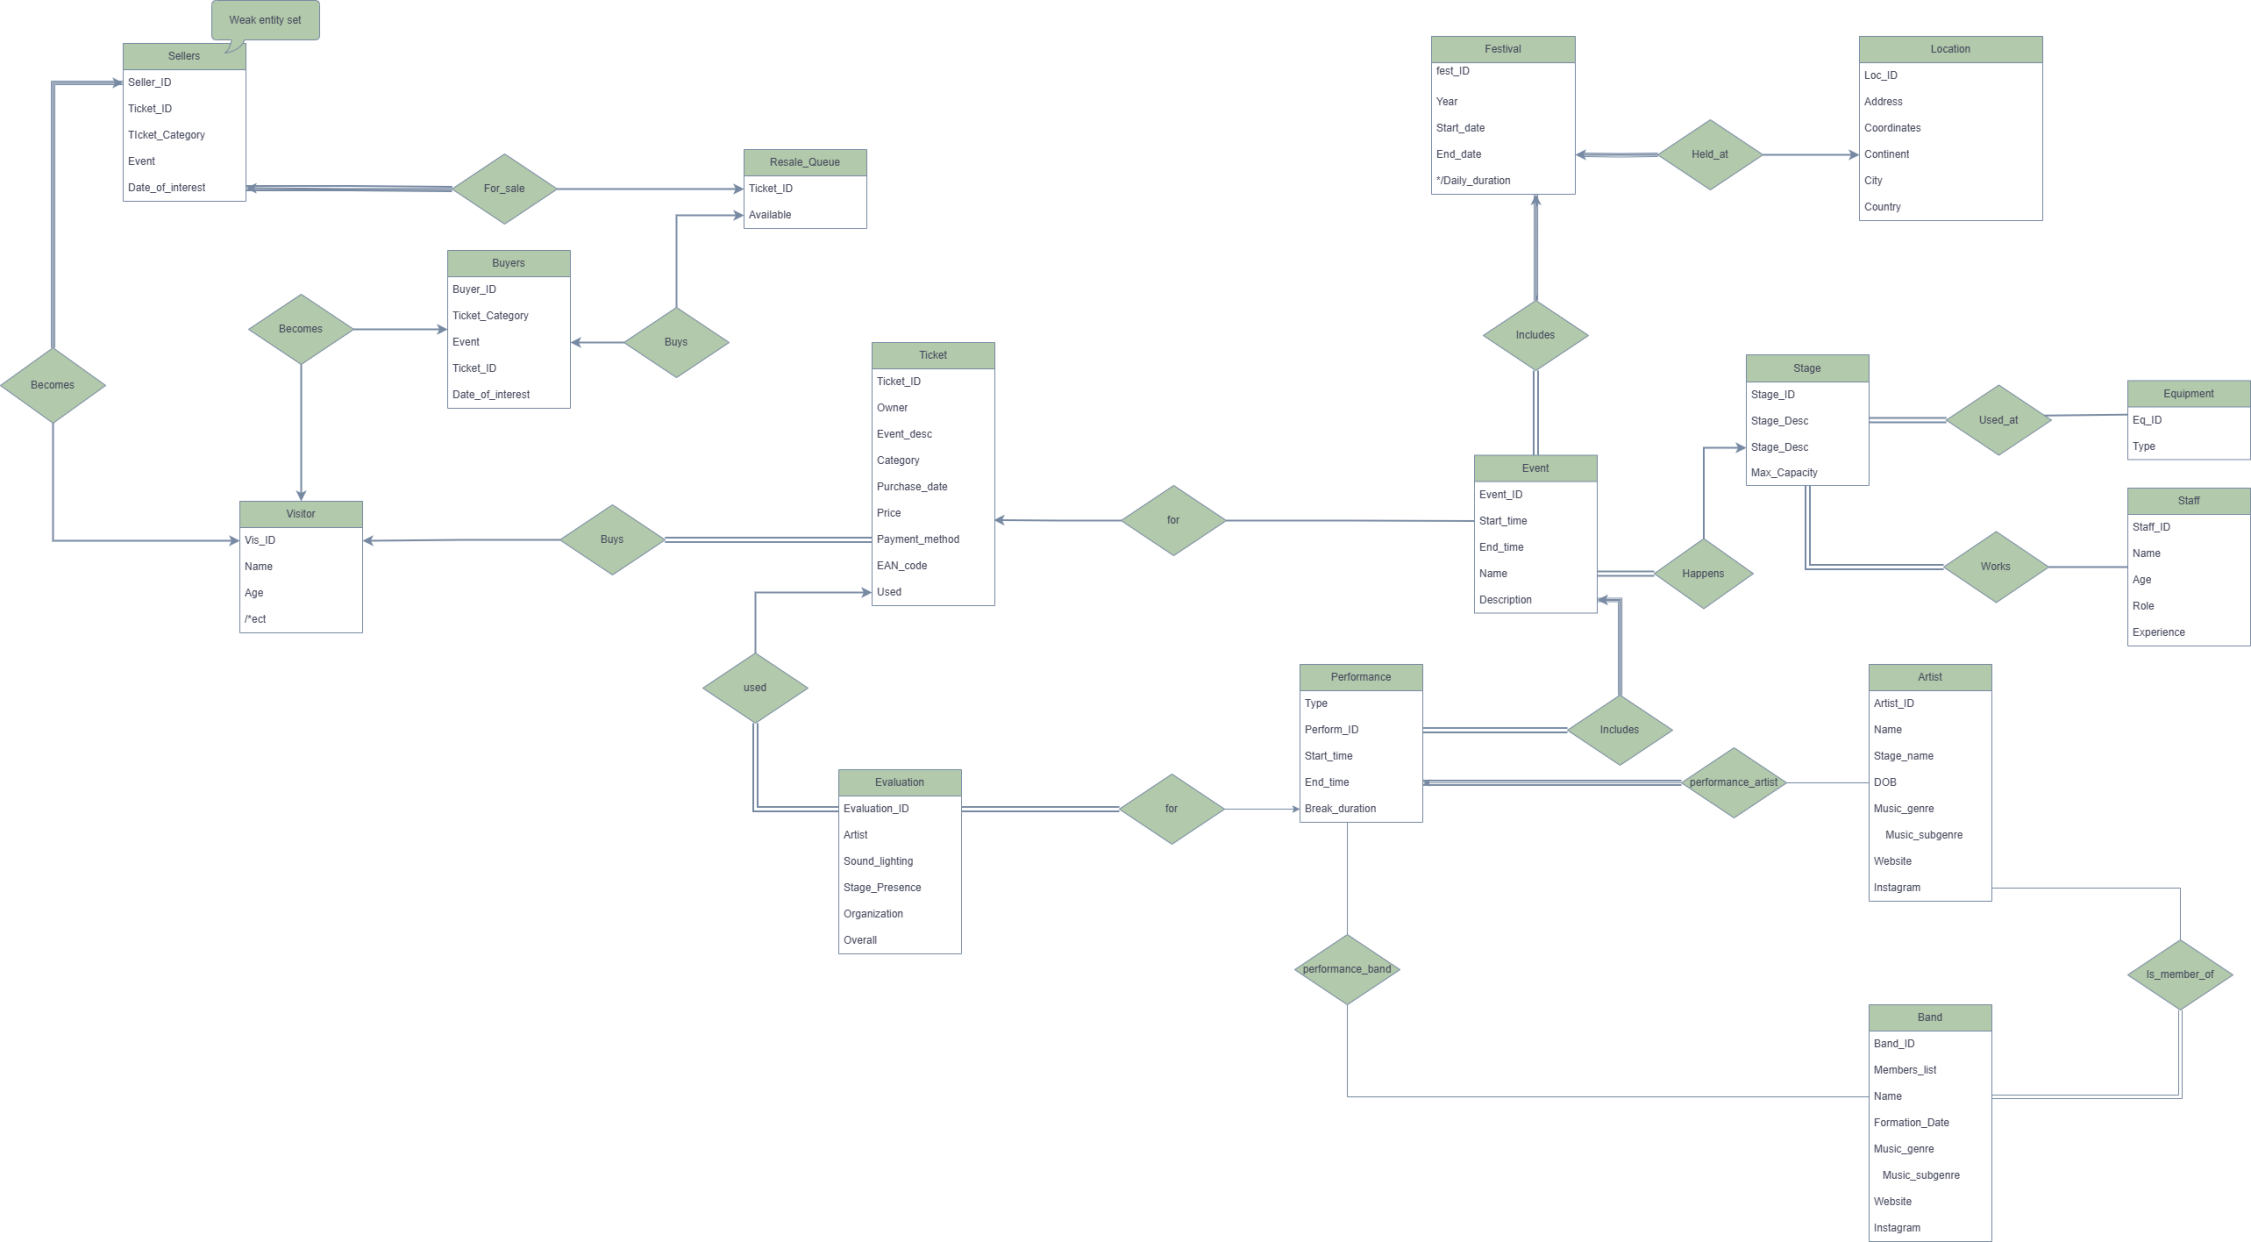 Weak entity set
Sellers
Seller_ID
Ticket_ID
TIcket_Category
Event
Date_of_interest
For_sale
Resale_Queue
Ticket_ID
Available
Buyers
Buyer_ID
Ticket_Category
Event
Ticket_ID
Date_of_interest
Becomes
Buys
Becomes
Visitor
Vis_ID
Name
Age
/*ect
Buys
Ticket
Ticket_ID
Owner
Event_desc
Category
Purchase_date
Price
Payment_method
EAN_code
Used
for
used
Evaluation
Evaluation_ID
Artist
Sound_lighting
Stage_Presence
Organization
Overall
for
Festival
fest_ID
Year
Start_date
End_date
*/Daily_duration
Held_at
Location
Loc_ID
Address
Coordinates
Continent
City
Country
Includes
Event
Event_ID
Start_time
End_time
Name
Description
Happens
Stage
Stage_ID
Stage_Desc
Stage_Desc
Max_Capacity
Used_at
Equipment
Eq_ID
Type
Works
Staff
Staff_ID
Name
Age
Role
Experience
Performance
Type
Perform_ID
Start_time
End_time
Break_duration
Includes
performance_artist
Artist
Artist_ID
Name
Stage_name
DOB
Music_genre
Music_subgenre
Website
Instagram
performance_band
Is_member_of
Band
Band_ID
Members_list
Name
Formation_Date
Music_genre
Music_subgenre
Website
Instagram